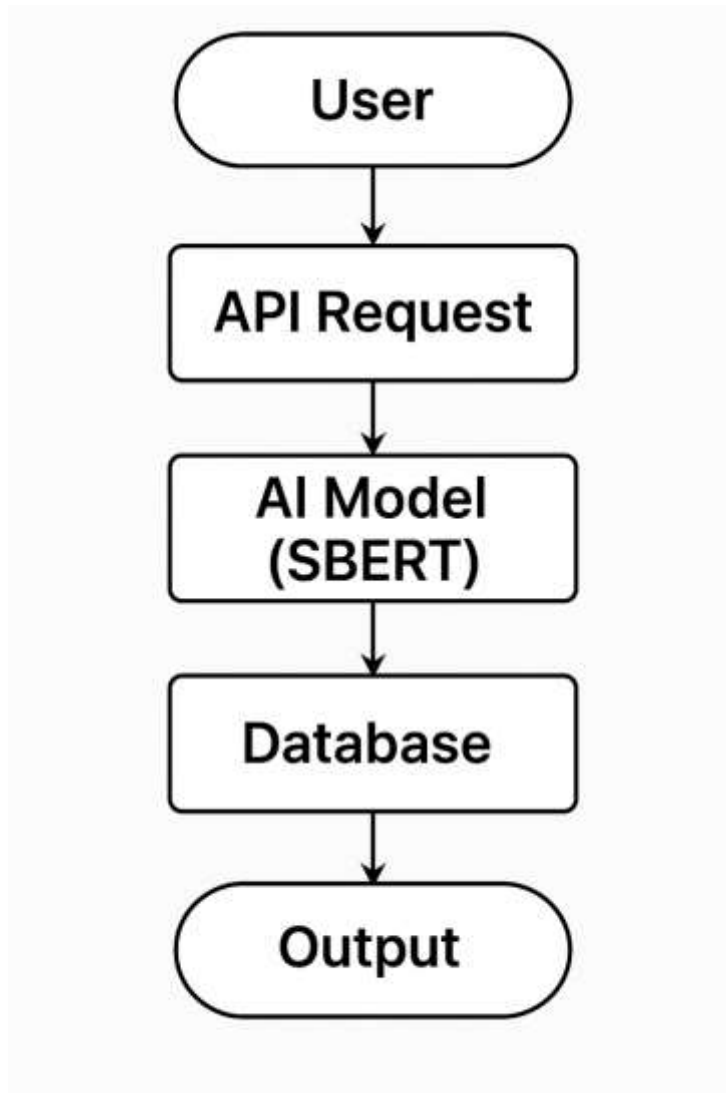 User
API Request
AI Model
(SBERT)
Database
Output